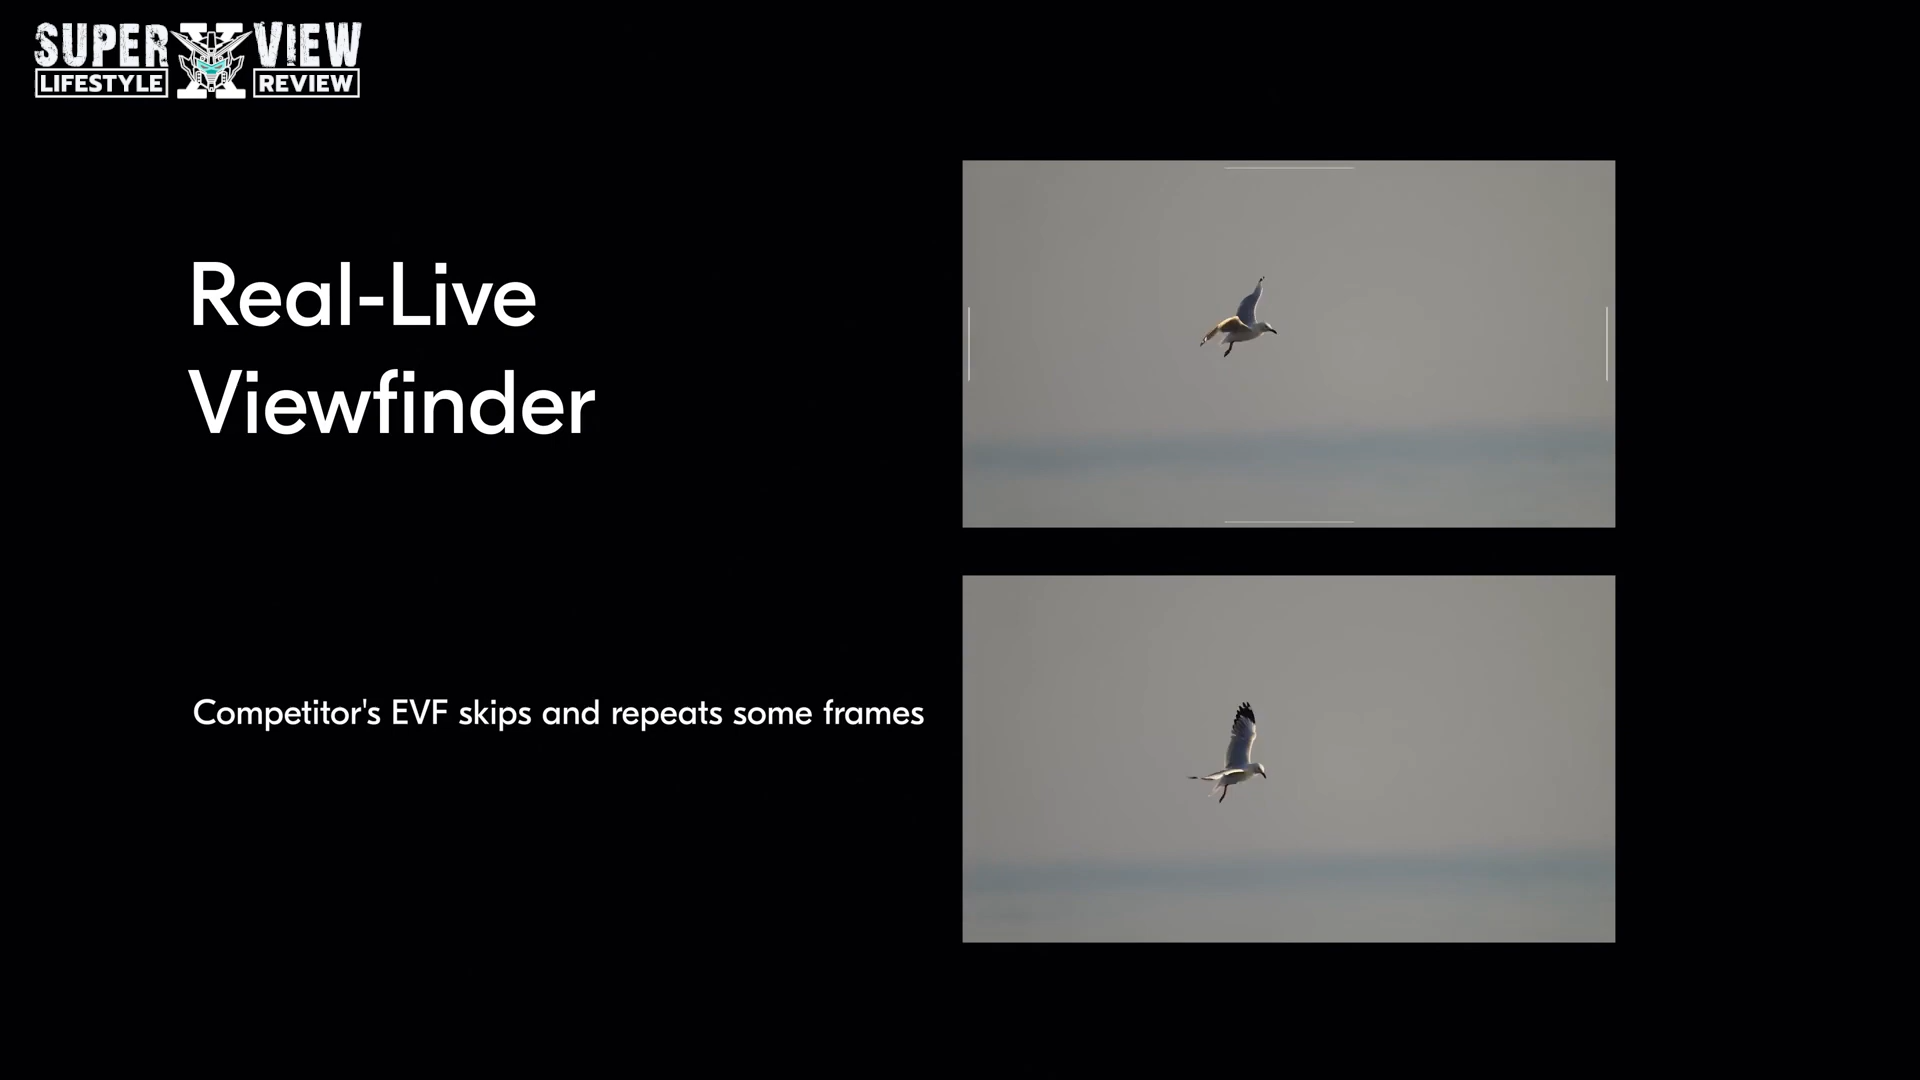 SUPER X VIEW
LIFESTYLE REVIEW
Real-Live
Viewfinder
Competitor's EVF skips and repeats some frames